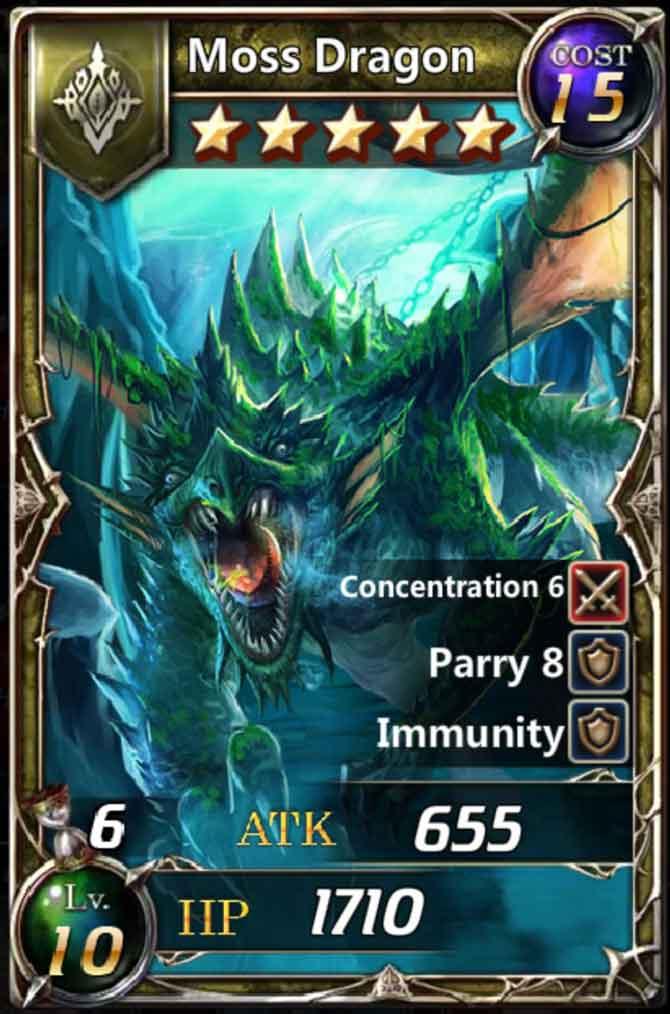 Moss Dragon
COST
15
Concentration 6
Parry 8
Immunity
6 ATK 655
Lv.
10
HP 1710